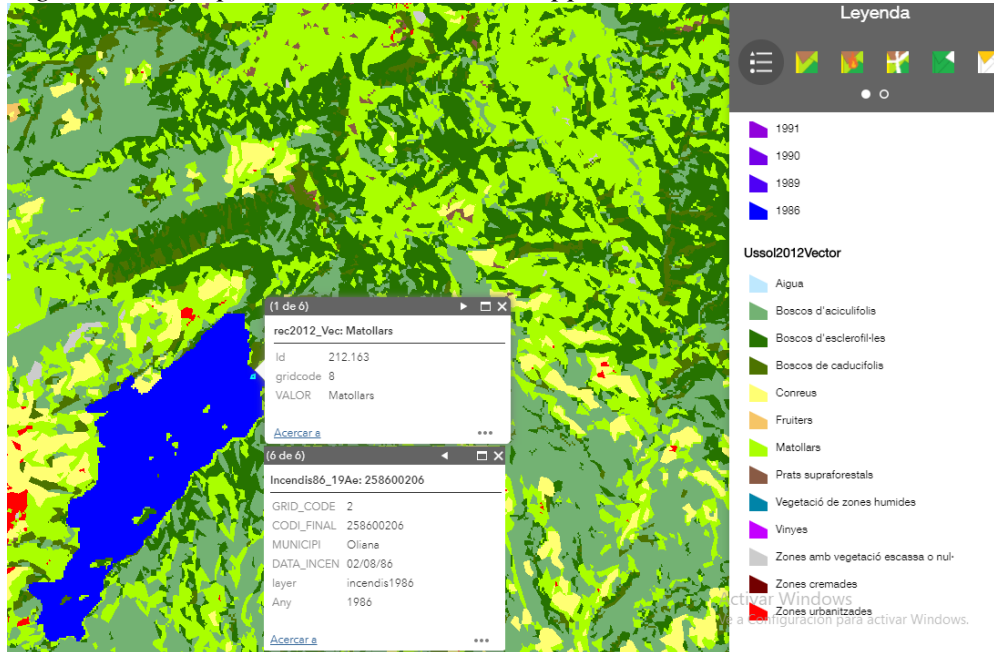 Leyenda
1991
1990
1989
1986
Ussol2012Vector
Aigua
Boscos d'aciculifolis
Boscos d'esclerofil·les
Boscos de caducifolis
Conreus
Fruiters
Matollars
Prats supraforestals
Vegetació de zones humides
Vinyes
Zones amb vegetació escassa o nul·
Zones cremades
Zones urbanitzades
Activar Windows
Ve a Configuración para activar Windows.
(1 de 6)
rec2012_Vec: Matollars
Id 212.163
gridcode 8
VALOR Matollars
Acercar a
(6 de 6)
Incendis86_19Ae: 258600206
GRID_CODE 2
CODI_FINAL 258600206
MUNICIPI Oliana
DATA_INCEN 02/08/86
layer incendis1986
Any 1986
Acercar a